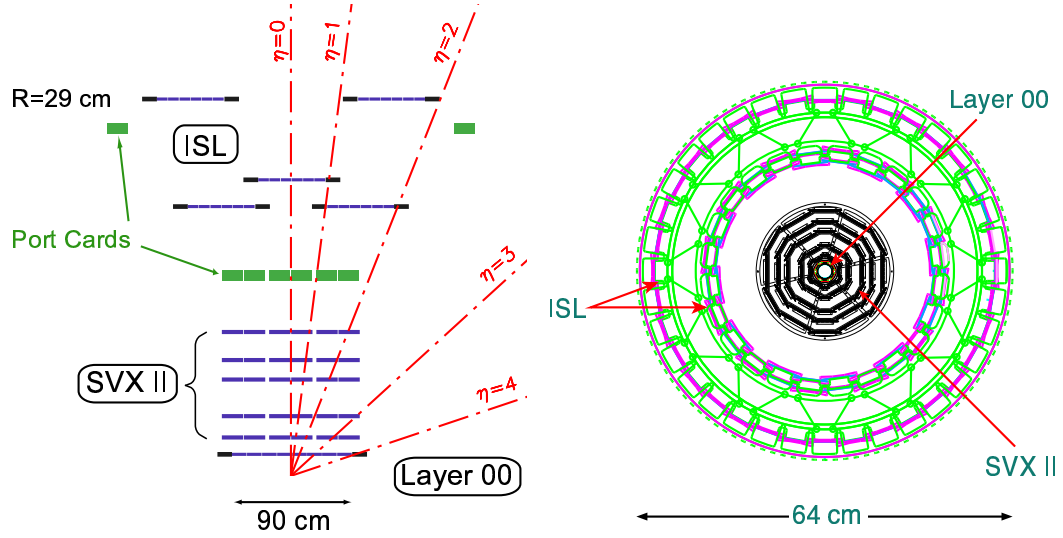 η=0
η=1
η=2
R=29 cm
ISL
Port Cards
η=3
SVX II
η=4
Layer 00
90 cm
Layer 00
ISL
SVX II
64 cm